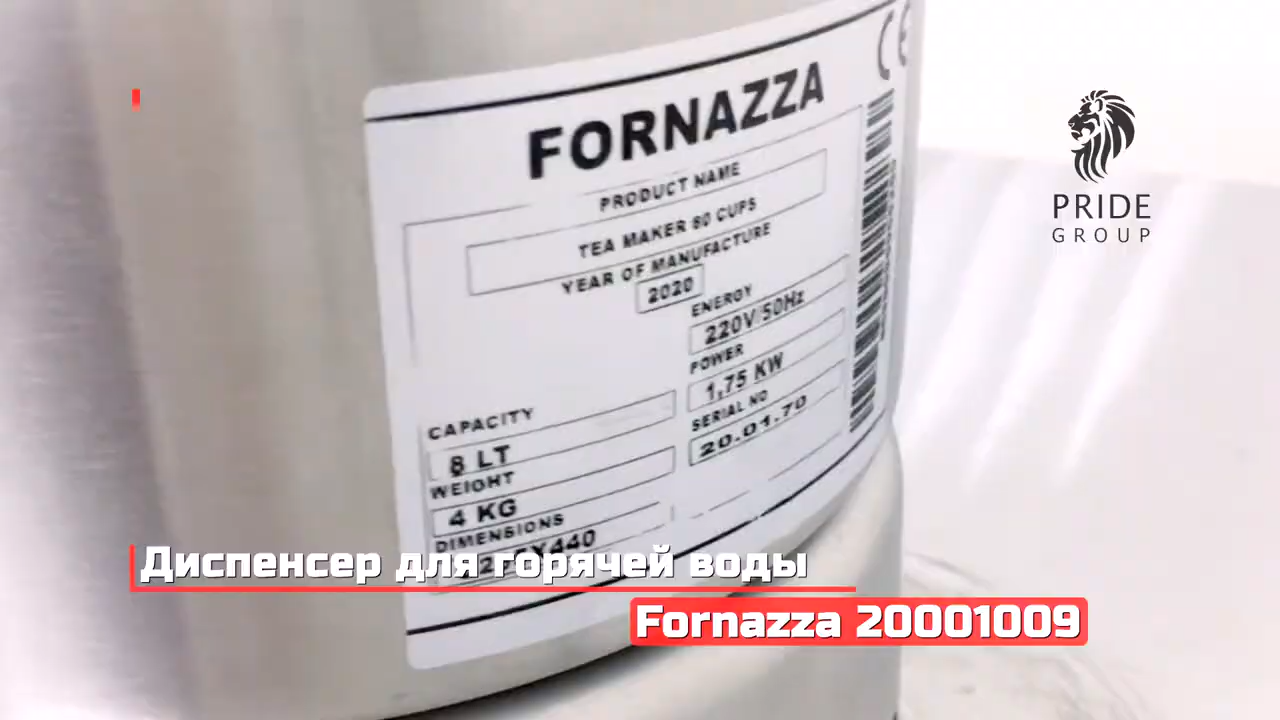 CE
FORNAZZA
PRODUCT NAME
TEA MAKER 60 CUPS
YEAR OF MANUFACTURE
2020
ENERGY
220V/50Hz
POWER
1,75 KW
SERIAL NO
20.01.70
CAPACITY
8 LT
WEIGHT
4 KG
DIMENSIONS
PRIDE
GROUP
Диспенсер для горячей воды
Fornazza 20001009